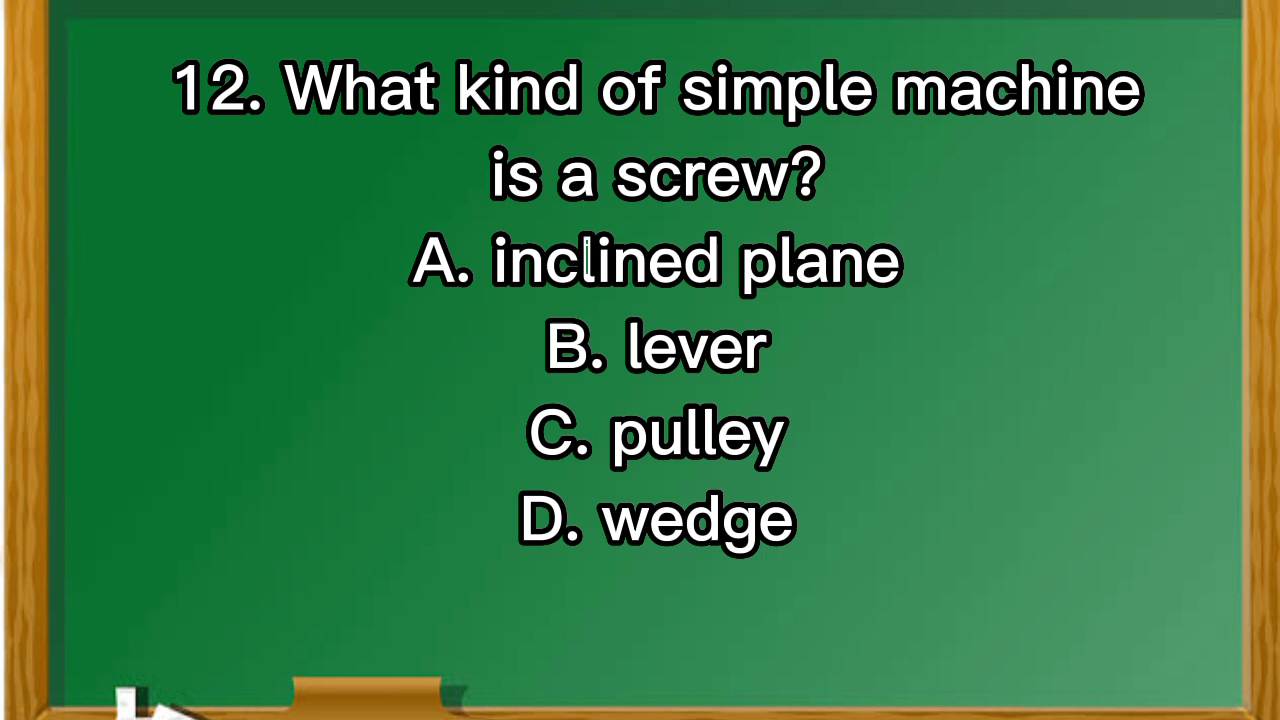 12. What kind of simple machine
is a screw?
A. inclined plane
B. lever
C. pulley
D. wedge